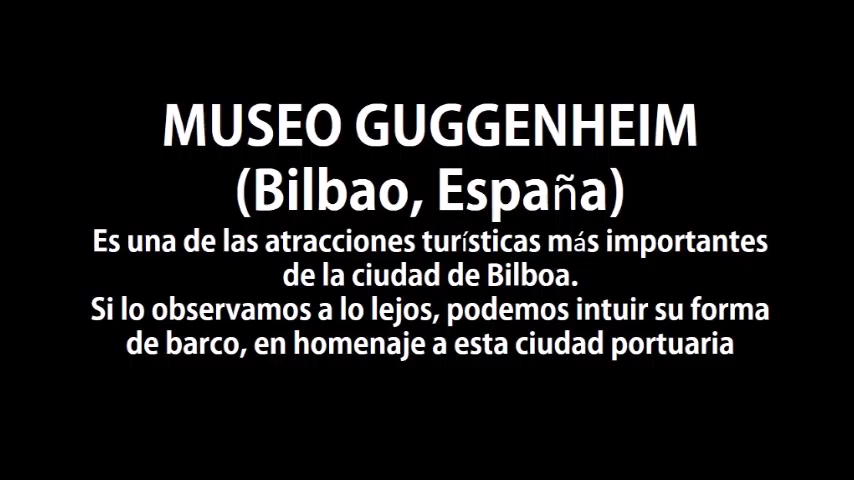 MUSEO GUGGENHEIM
(Bilbao, España)
Es una de las atracciones turísticas más importantes
de la ciudad de Bilboa.
Si lo observamos a lo lejos, podemos intuir su forma
de barco, en homenaje a esta ciudad portuaria